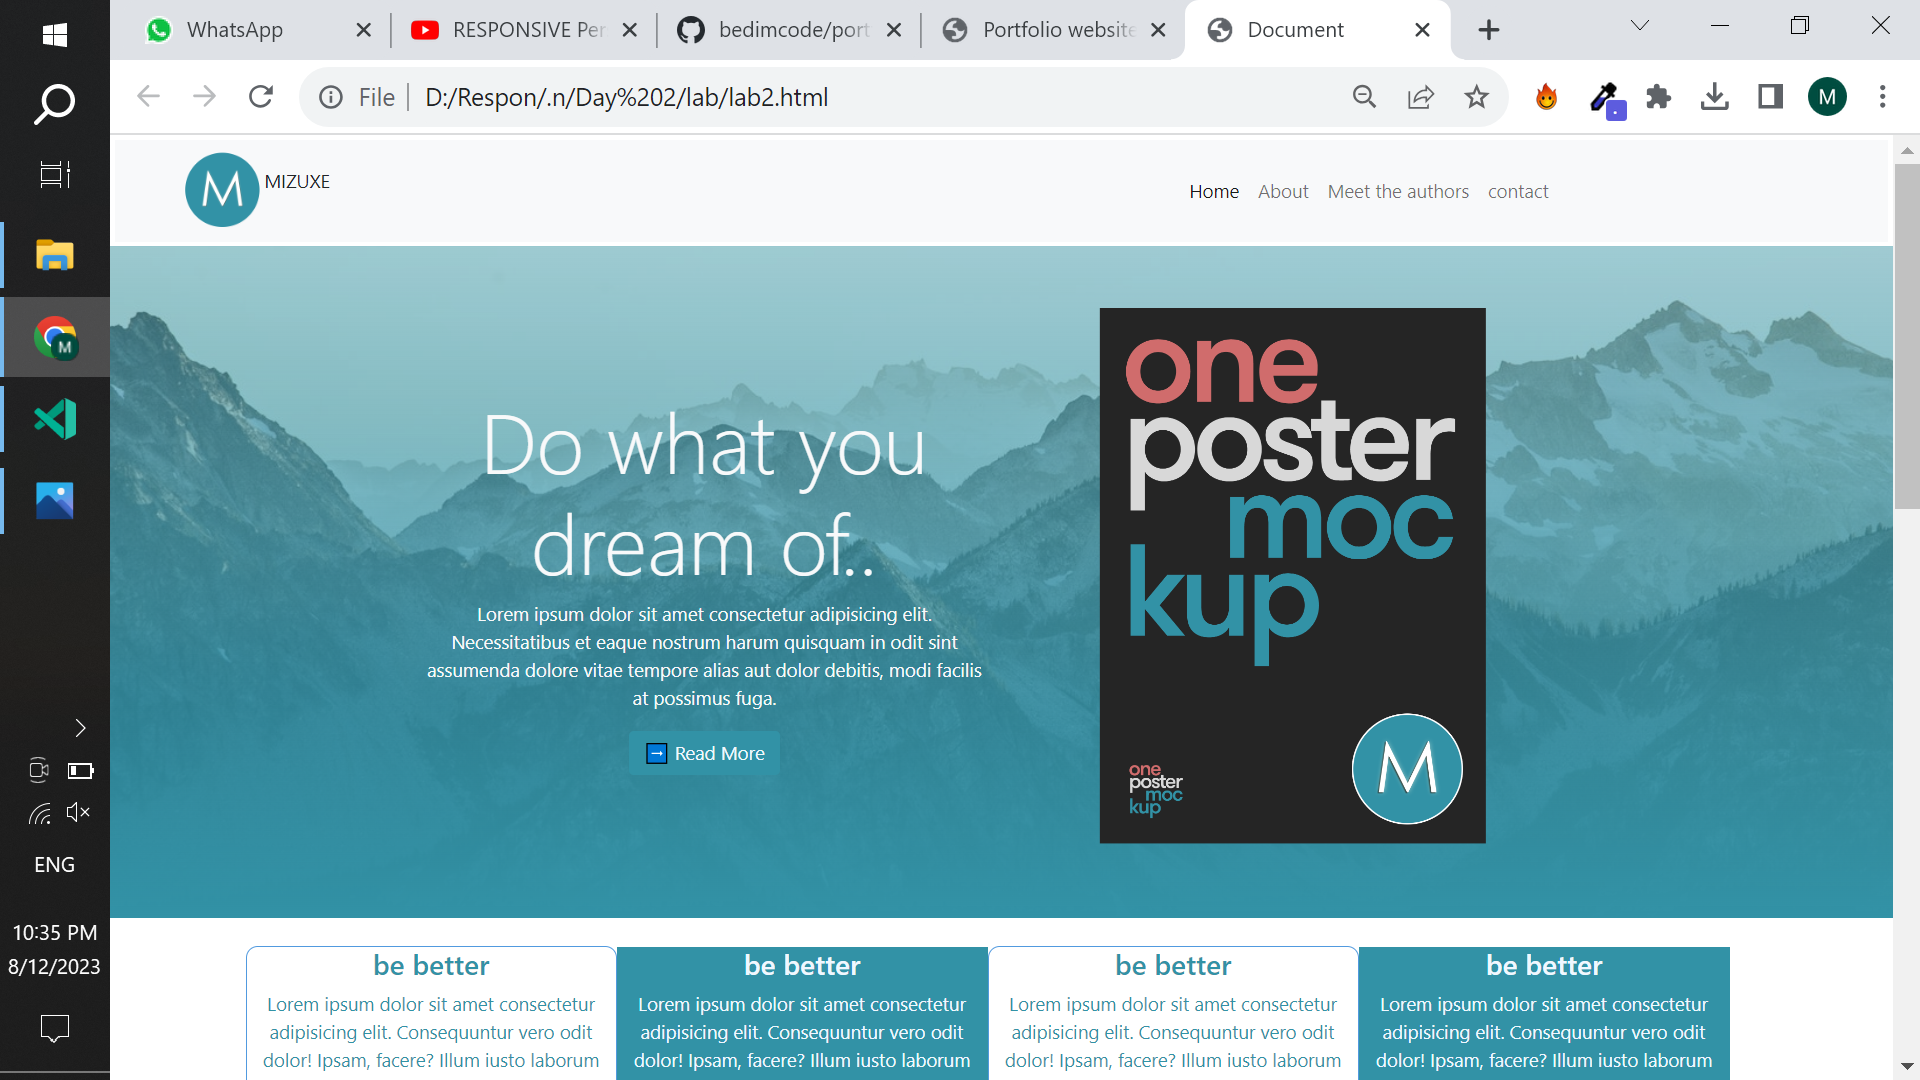 WhatsApp
RESPONSIVE Per
bedimcode/port
Portfolio website
Document
File
D:/Respon/.n/Day%202/lab/lab2.html
M
M
MIZUXE
Home
About
Meet the authors
contact
M
Do what you
dream of..
Lorem ipsum dolor sit amet consectetur adipisicing elit.
Necessitatibus et eaque nostrum harum quisquam in odit sint
assumenda dolore vitae tempore alias aut dolor debitis, modi facilis
at possimus fuga.
➡ Read More
one
poster
moc
kup
one
poster
moc
kup
M
be better
Lorem ipsum dolor sit amet consectetur
adipisicing elit. Consequuntur vero odit
dolor! Ipsam, facere? Illum iusto laborum
be better
Lorem ipsum dolor sit amet consectetur
adipisicing elit. Consequuntur vero odit
dolor! Ipsam, facere? Illum iusto laborum
be better
Lorem ipsum dolor sit amet consectetur
adipisicing elit. Consequuntur vero odit
dolor! Ipsam, facere? Illum iusto laborum
be better
Lorem ipsum dolor sit amet consectetur
adipisicing elit. Consequuntur vero odit
dolor! Ipsam, facere? Illum iusto laborum
ENG
10:35 PM
8/12/2023